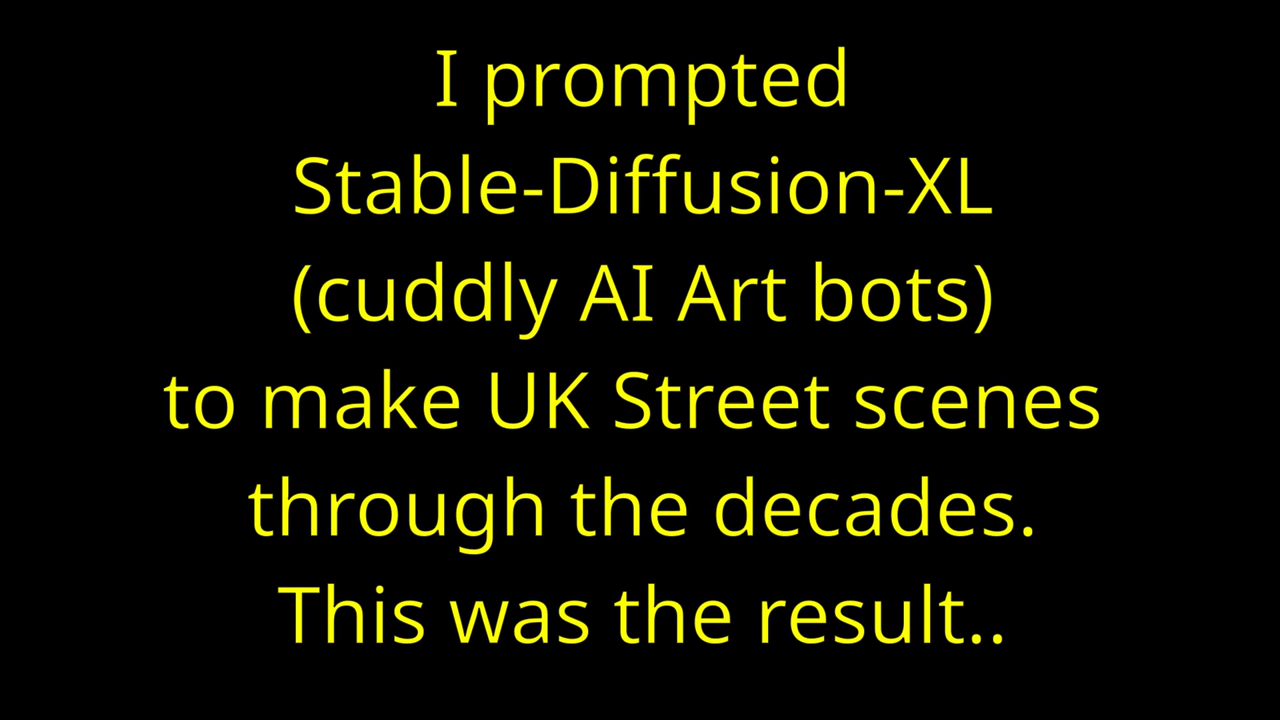 I prompted
Stable-Diffusion-XL
(cuddly AI Art bots)
to make UK Street scenes
through the decades.
This was the result..